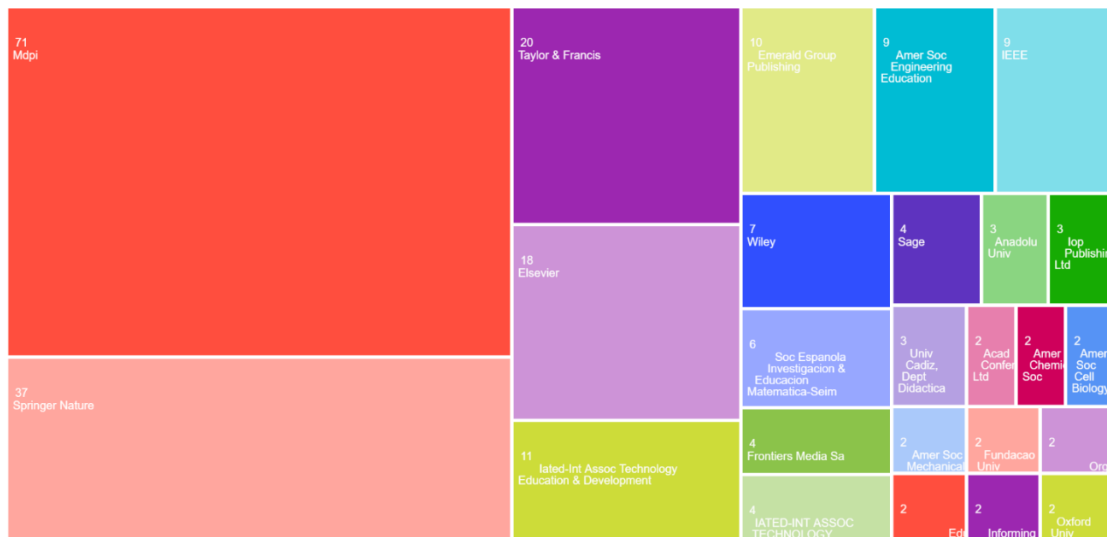 71
Mdpi
37
Springer Nature
20
Taylor & Francis
18
Elsevier
11
Iated-Int Assoc Technology
Education & Development
10
Emerald Group
Publishing
9
Amer Soc
Engineering
Education
9
IEEE
7
Wiley
4
Sage
3
Anadolu
Univ
3
Iop
Publishin
Ltd
6
Soc Espanola
Investigacion &
Educacion
Matematica-Seim
3
Univ
Cadiz,
Dept
Didactica
2
Acad
Confer
Ltd
2
Amer
Chemi
Soc
2
Amer
Soc
Cell
Biology
4
Frontiers Media Sa
2
Amer Soc
Mechanical
2
Fundacao
Univ
2
Org
4
IATED-INT ASSOC
TECHNOLOGY
2
2
Informing
2
Oxford
Univ